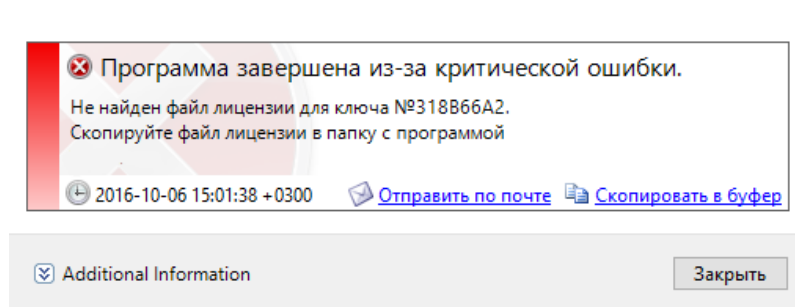 Программа завершена из-за критической ошибки.
Не найден файл лицензии для ключа №318B66A2.
Скопируйте файл лицензии в папку с программой
2016-10-06 15:01:38 +0300 Отправить по почте Скопировать в буфер
Additional Information Закрыть